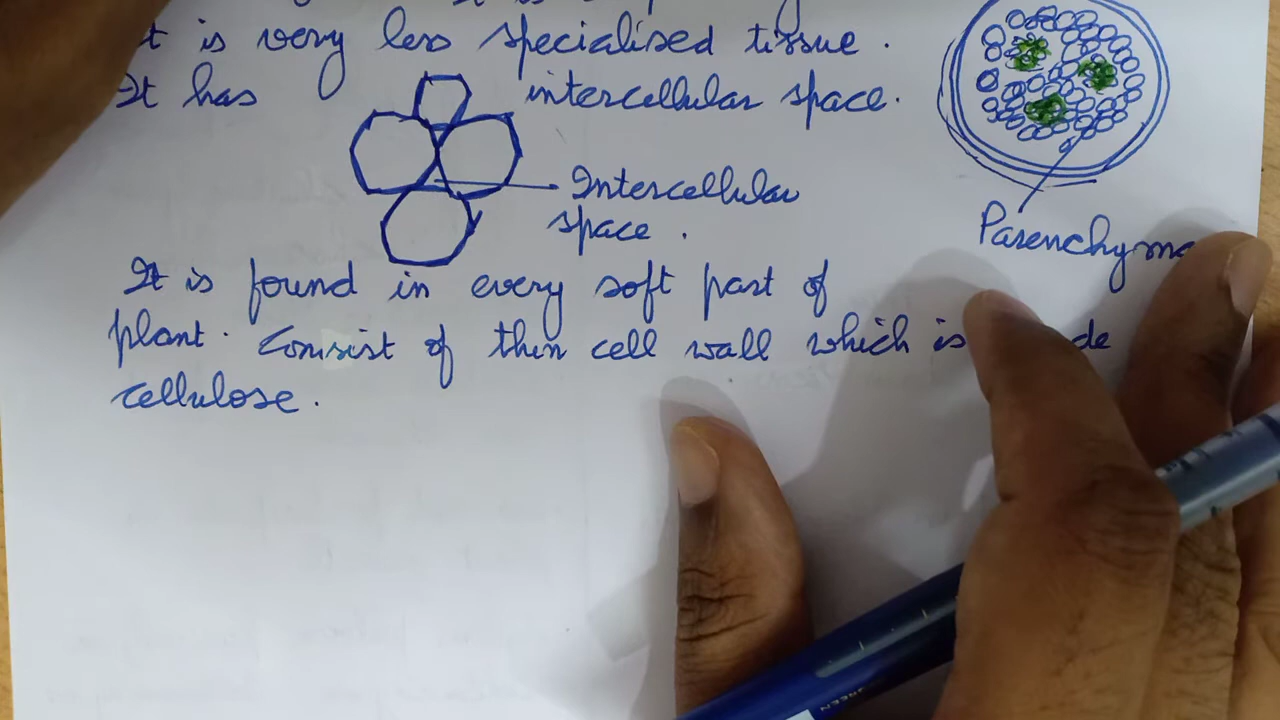 It is very less specialised tissue.
It has intercellular space.
Intercellular
space.
Parenchyma
It is found in every soft part of
plant. Consist of thin cell wall which is
cellulose.
GREEN